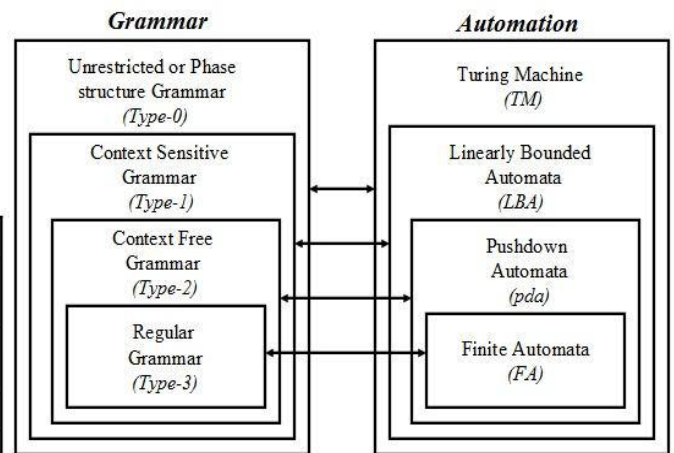 Grammar
Unrestricted or Phase
structure Grammar
(Type-0)
Context Sensitive
Grammar
(Type-1)
Context Free
Grammar
(Type-2)
Regular
Grammar
(Type-3)
Automation
Turing Machine
(TM)
Linearly Bounded
Automata
(LBA)
Pushdown
Automata
(pda)
Finite Automata
(FA)